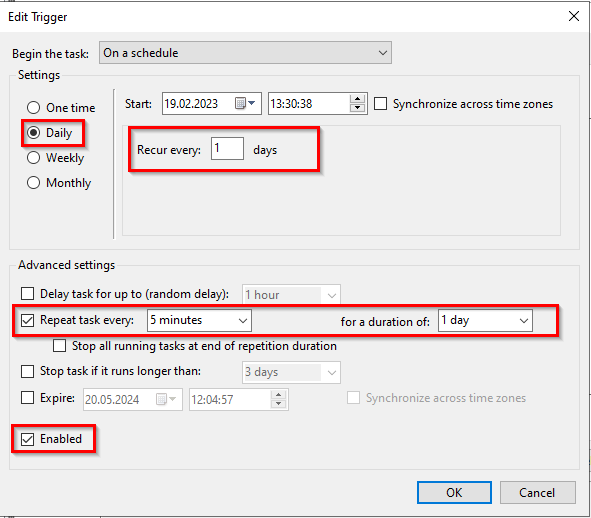 Edit Trigger
Begin the task: On a schedule
Settings
One time
Daily
Weekly
Monthly
Start: 19.02.2023 13:30:38 Synchronize across time zones
Recur every: 1 days
Advanced settings
Delay task for up to (random delay): 1 hour
Repeat task every: 5 minutes for a duration of: 1 day
Stop all running tasks at end of repetition duration
Stop task if it runs longer than: 3 days
Expire: 20.05.2024 12:04:57 Synchronize across time zones
Enabled
OK Cancel